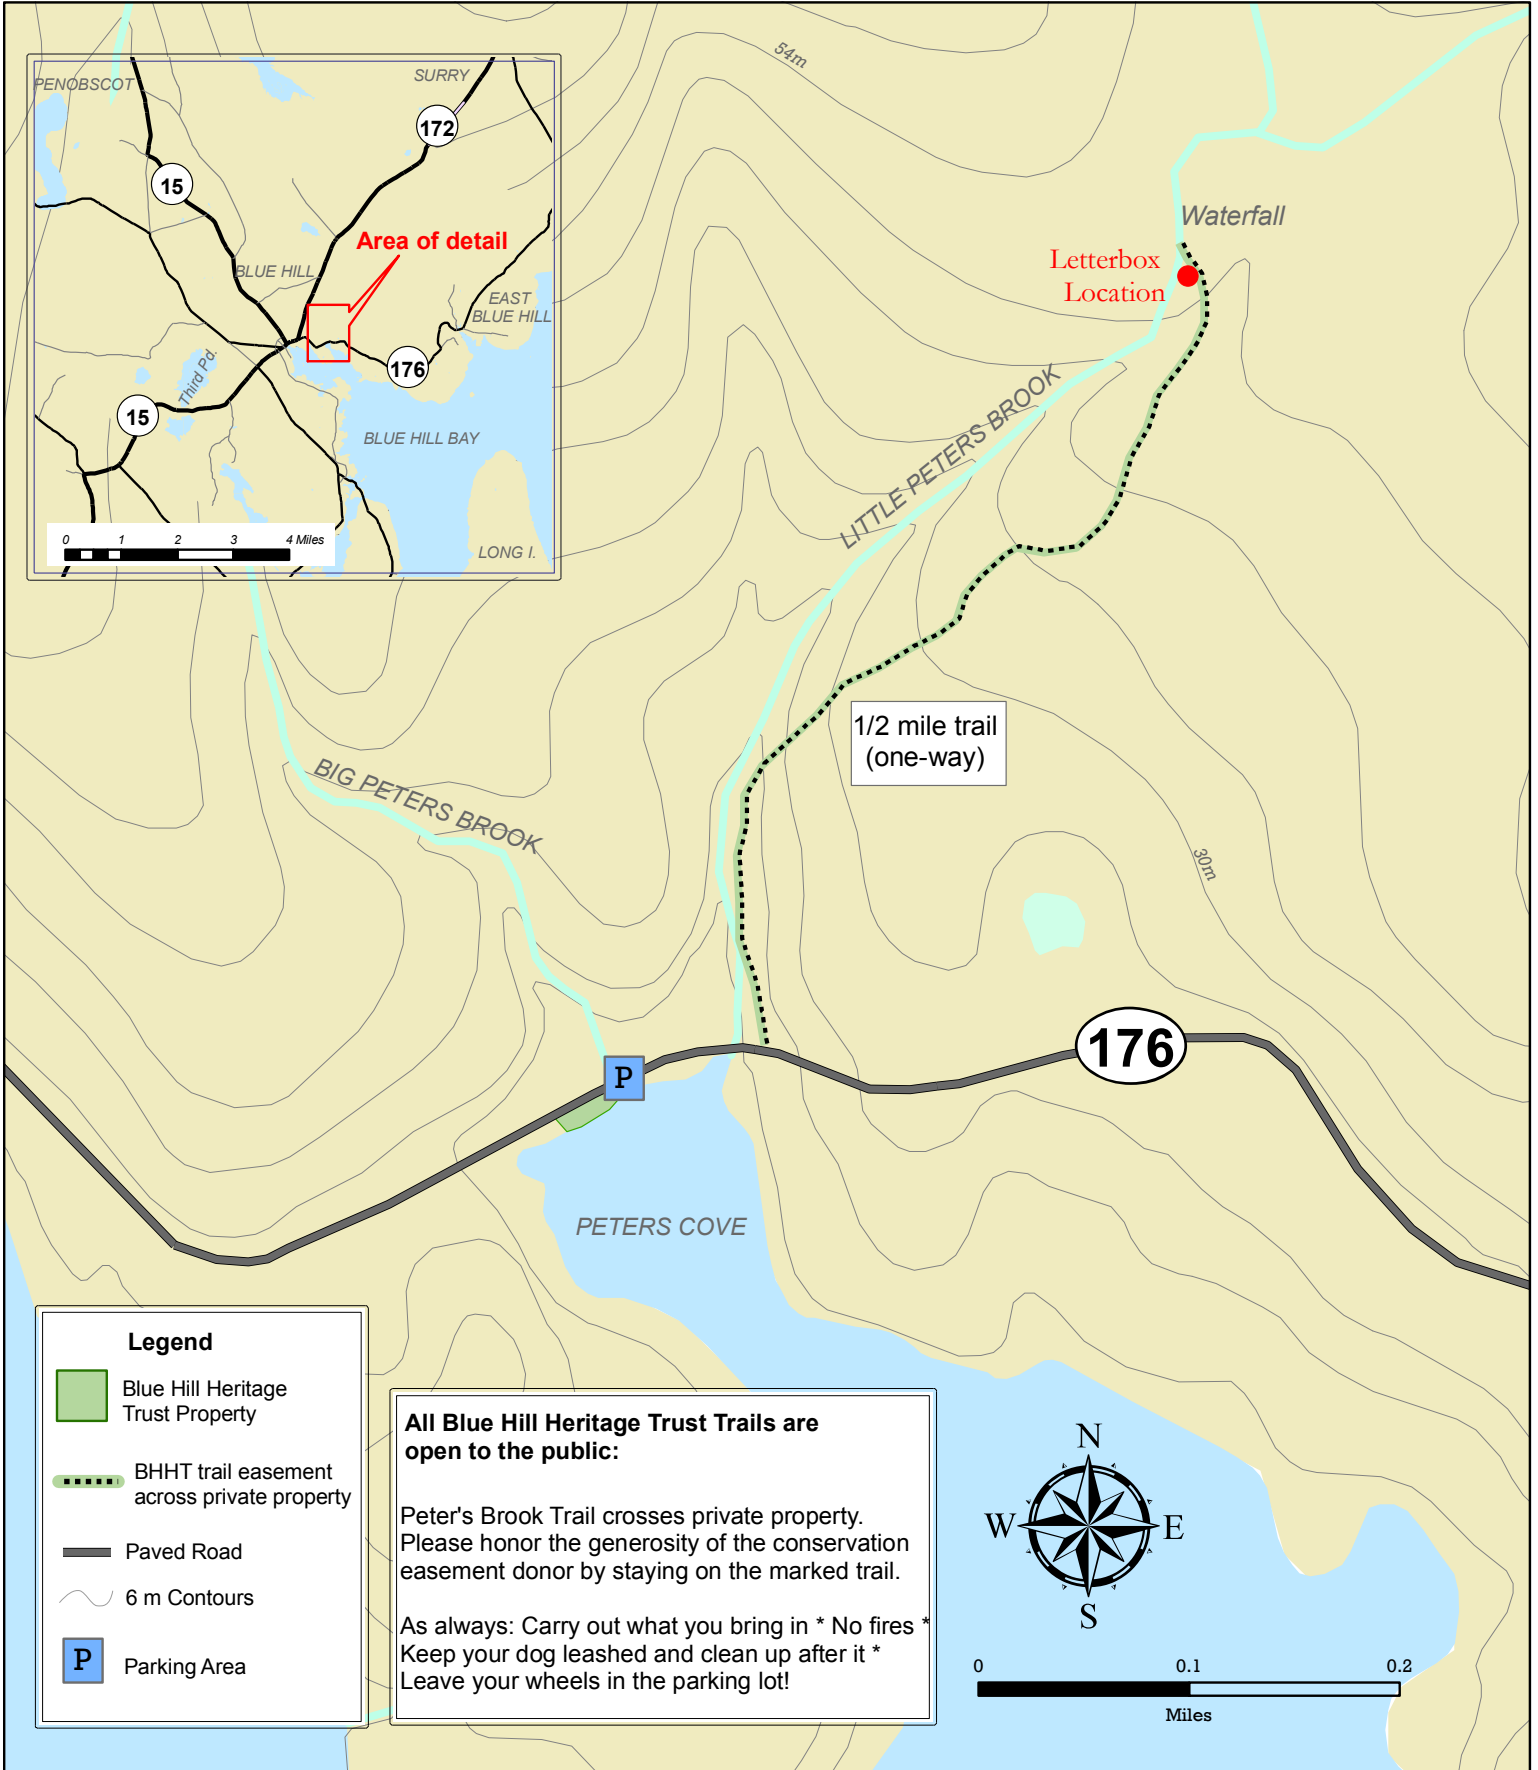 PENOBSCOT
SURRY
172
15
Area of detail
BLUE HILL
EAST
BLUE HILL
176
Third Pd.
15
BLUE HILL BAY
LONG I.
0 1 2 3 4 Miles
54m
Waterfall
Letterbox
Location
LITTLE PETERS BROOK
1/2 mile trail
(one-way)
BIG PETERS BROOK
30m
176
P
PETERS COVE
Legend
Blue Hill Heritage
Trust Property
BHHT trail easement
across private property
Paved Road
6 m Contours
P
Parking Area
All Blue Hill Heritage Trust Trails are
open to the public:
Peter's Brook Trail crosses private property.
Please honor the generosity of the conservation
easement donor by staying on the marked trail.
As always: Carry out what you bring in * No fires *
Keep your dog leashed and clean up after it *
Leave your wheels in the parking lot!
N
W E
S
0 0.1 0.2
Miles